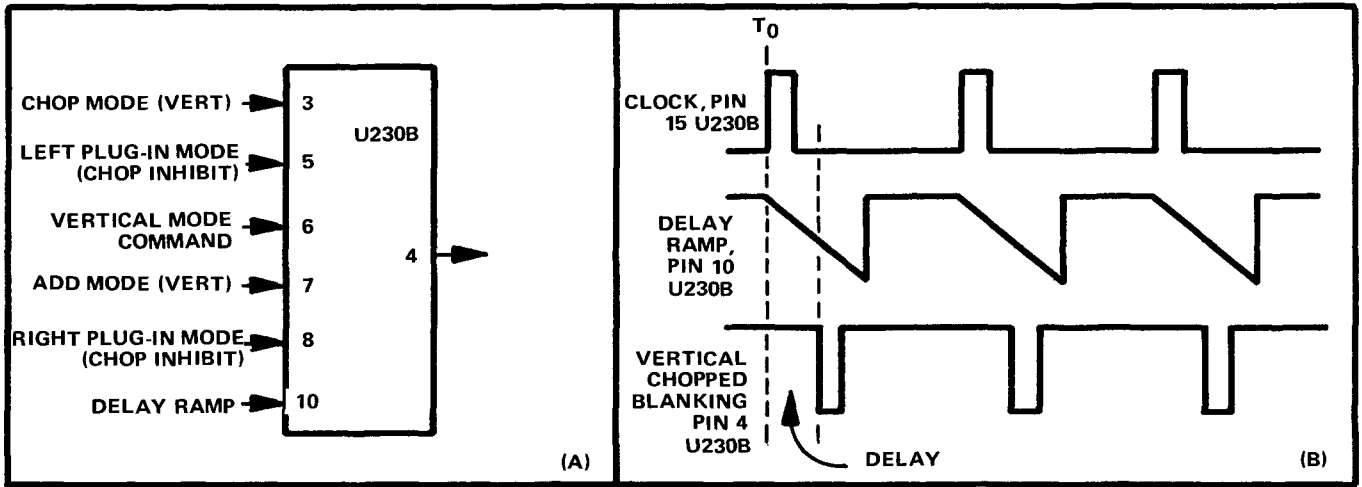 CHOP MODE (VERT)
3
U230B
LEFT PLUG-IN MODE
(CHOP INHIBIT)
5
VERTICAL MODE
COMMAND
6
4
ADD MODE (VERT)
7
RIGHT PLUG-IN MODE
(CHOP INHIBIT)
8
DELAY RAMP
10
(A)
T0
CLOCK, PIN
15 U230B
DELAY
RAMP,
PIN 10
U230B
VERTICAL
CHOPPED
BLANKING
PIN 4
U230B
DELAY
(B)